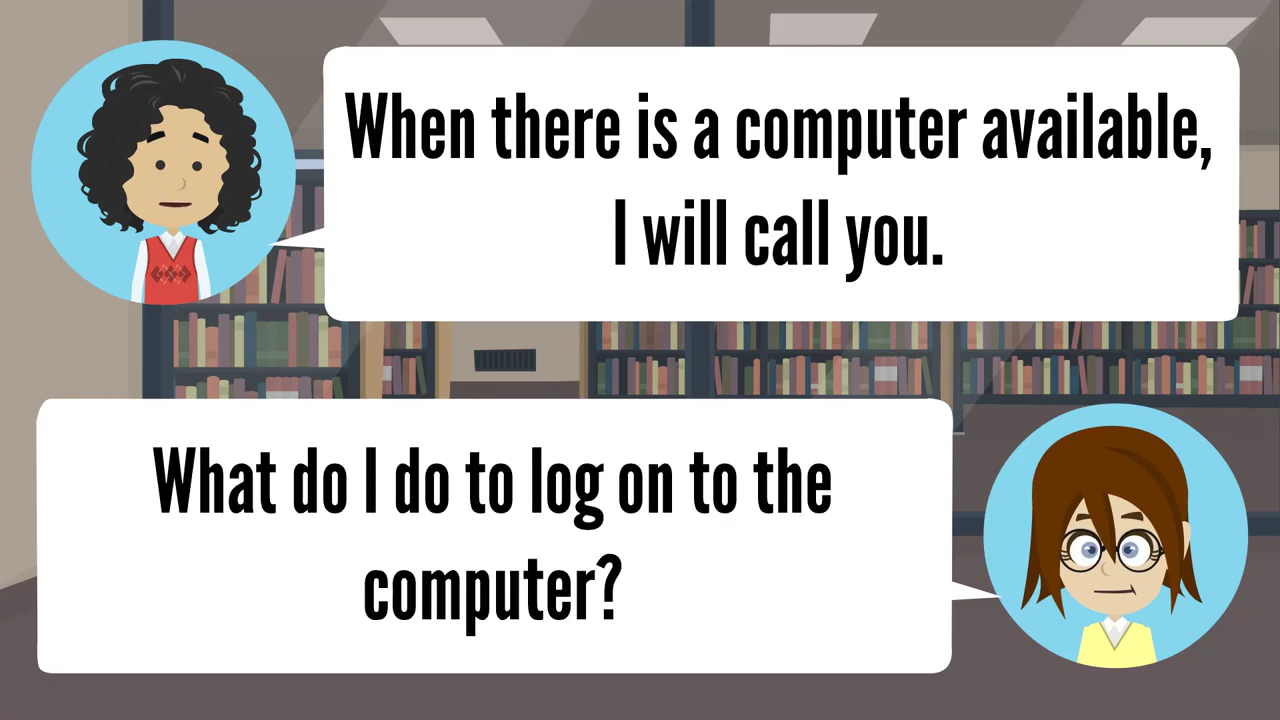 When there is a computer available,
I will call you.
What do I do to log on to the
computer?